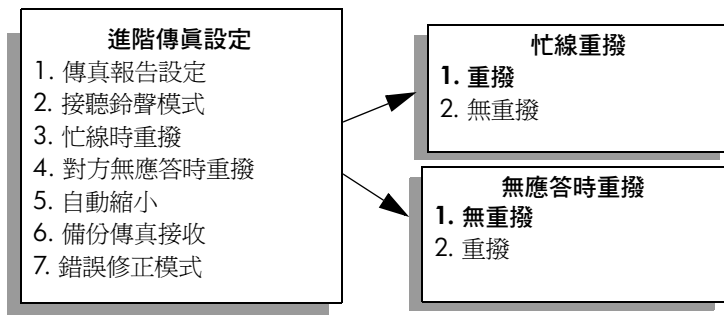 進階傳真設定
1. 傳真報告設定
2. 接聽鈴聲模式
3. 忙線時重撥
4. 對方無應答時重撥
5. 自動縮小
6. 備份傳真接收
7. 錯誤修正模式
忙線重撥
1. 重撥
2. 無重撥
無應答時重撥
1. 無重撥
2. 重撥